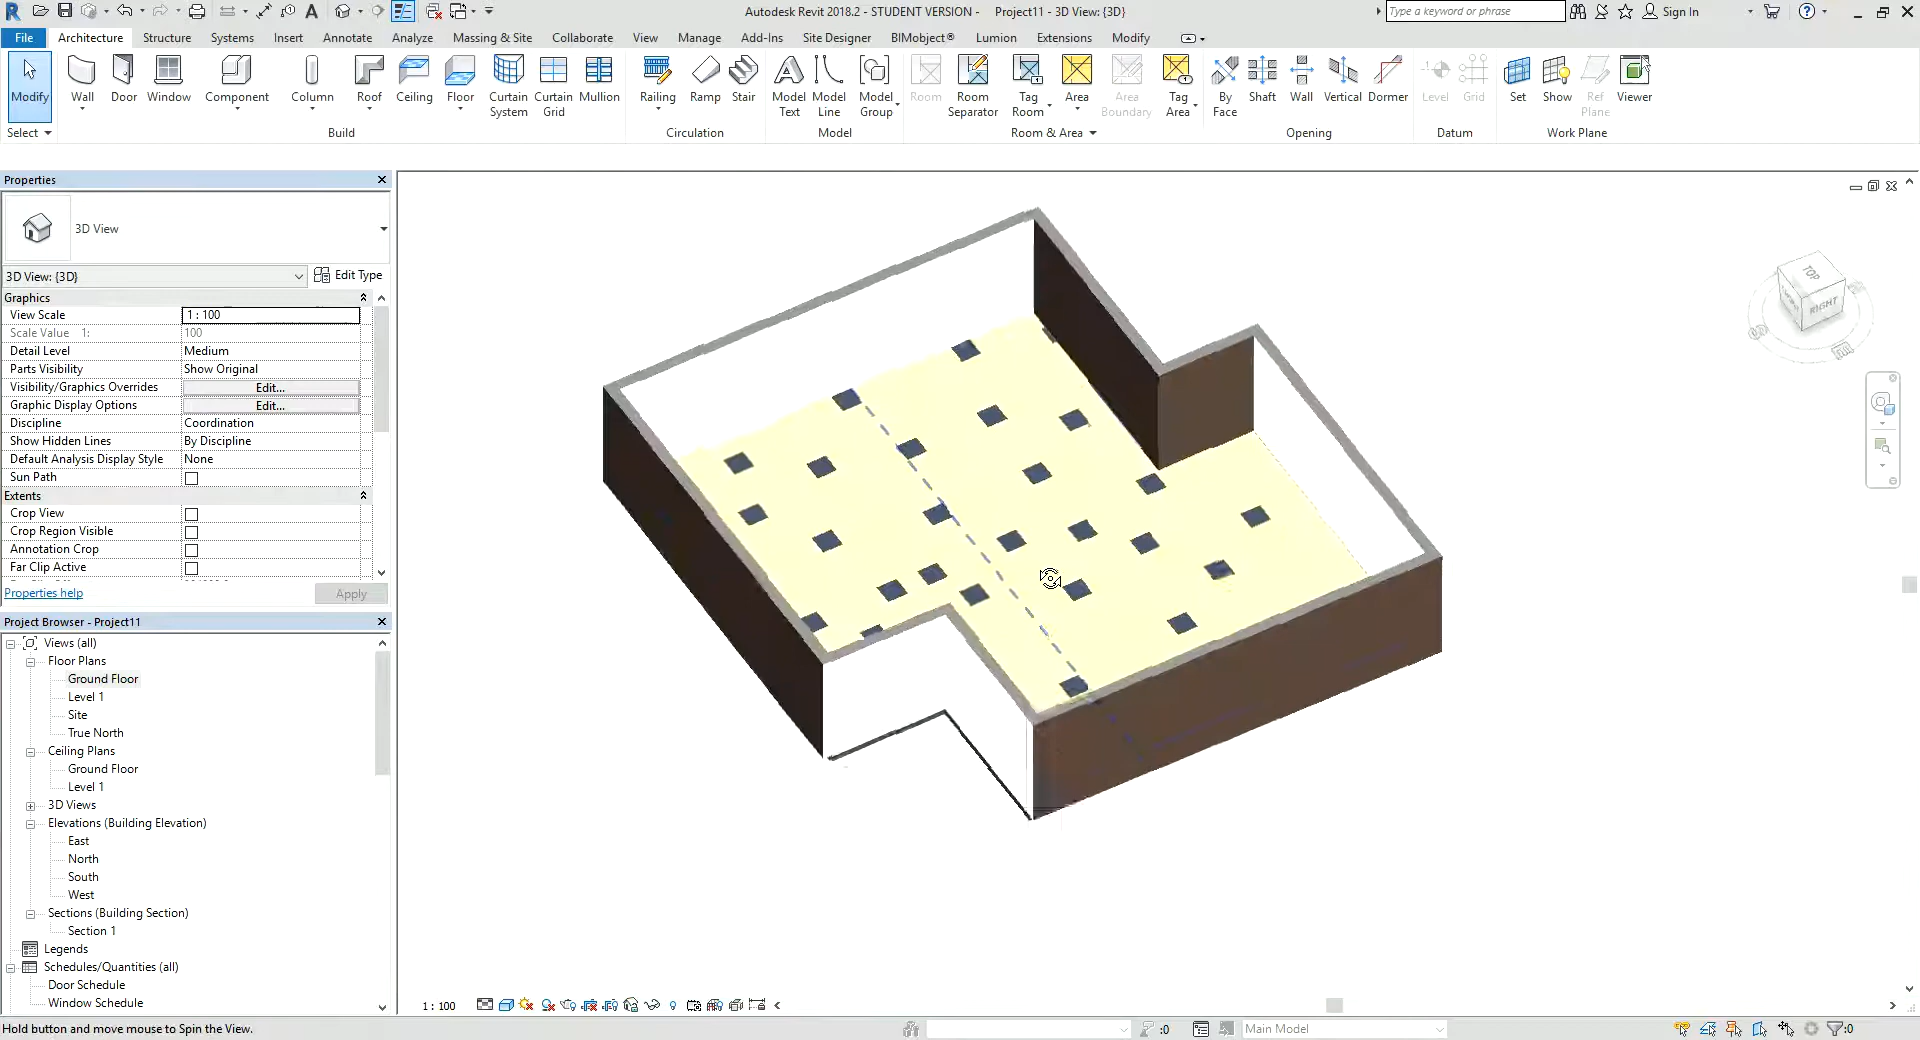 Autodesk Revit 2018.2 - STUDENT VERSION - Project11 - 3D View: {3D}
Type a keyword or phrase
Sign In
File Architecture Structure Systems Insert Annotate Analyze Massing & Site Collaborate View Manage Add-Ins Site Designer BIMobject® Lumion Extensions Modify
Modify Wall Door Window Component Column Roof Ceiling Floor Curtain System Curtain Grid Mullion Railing Ramp Stair Model Text Model Line Model Group Room Room Separator Tag Room Area Area Boundary Tag Area By Face Shaft Wall Vertical Dormer Level Grid Set Show Ref Plane Viewer
Select Build Circulation Model Room & Area Opening Datum Work Plane
Properties
3D View
3D View: {3D} Edit Type
Graphics
View Scale 1 : 100
Scale Value 1: 100
Detail Level Medium
Parts Visibility Show Original
Visibility/Graphics Overrides Edit...
Graphic Display Options Edit...
Discipline Coordination
Show Hidden Lines By Discipline
Default Analysis Display Style None
Sun Path
Extents
Crop View
Crop Region Visible
Annotation Crop
Far Clip Active
Properties help Apply
Project Browser - Project11
Views (all)
Floor Plans
Ground Floor
Level 1
Site
True North
Ceiling Plans
Ground Floor
Level 1
3D Views
Elevations (Building Elevation)
East
North
South
West
Sections (Building Section)
Section 1
Legends
Schedules/Quantities (all)
Door Schedule
Window Schedule
TOP
RIGHT
1 : 100
Hold button and move mouse to Spin the View.
:0
Main Model
:0